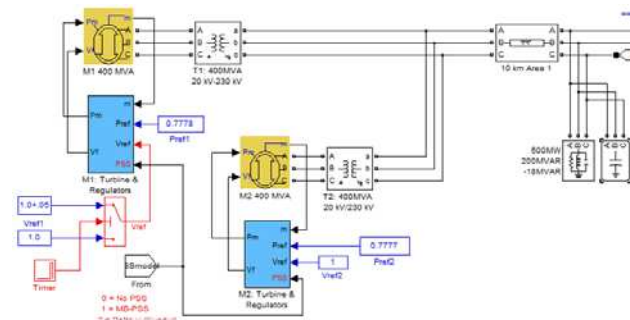 Pm
m
A
B
C
Vf
M1 400 MVA
A
B
C
a
b
c
T1: 400MVA
20 kV-230 kV
A
B
C
A
B
C
10 km Area 1
m
Pm
Pref
Vref
Vf
PSS
M1: Turbine &
Regulators
0.7778
Pref1
1.0+.05
Vref1
1.0
Vref
Timer
From
0 = No PSS
1 = MB-PSS
Pm
m
A
B
C
M2 400 MVA
A
B
C
a
b
c
T2: 400MVA
20 kV/230 kV
m
Pm
Pref
Vref
Vf
PSS
M2: Turbine &
Regulators
0.7777
Pref2
1
Vref2
A B C
A B C
500MW
200MVAR
-18MVAR